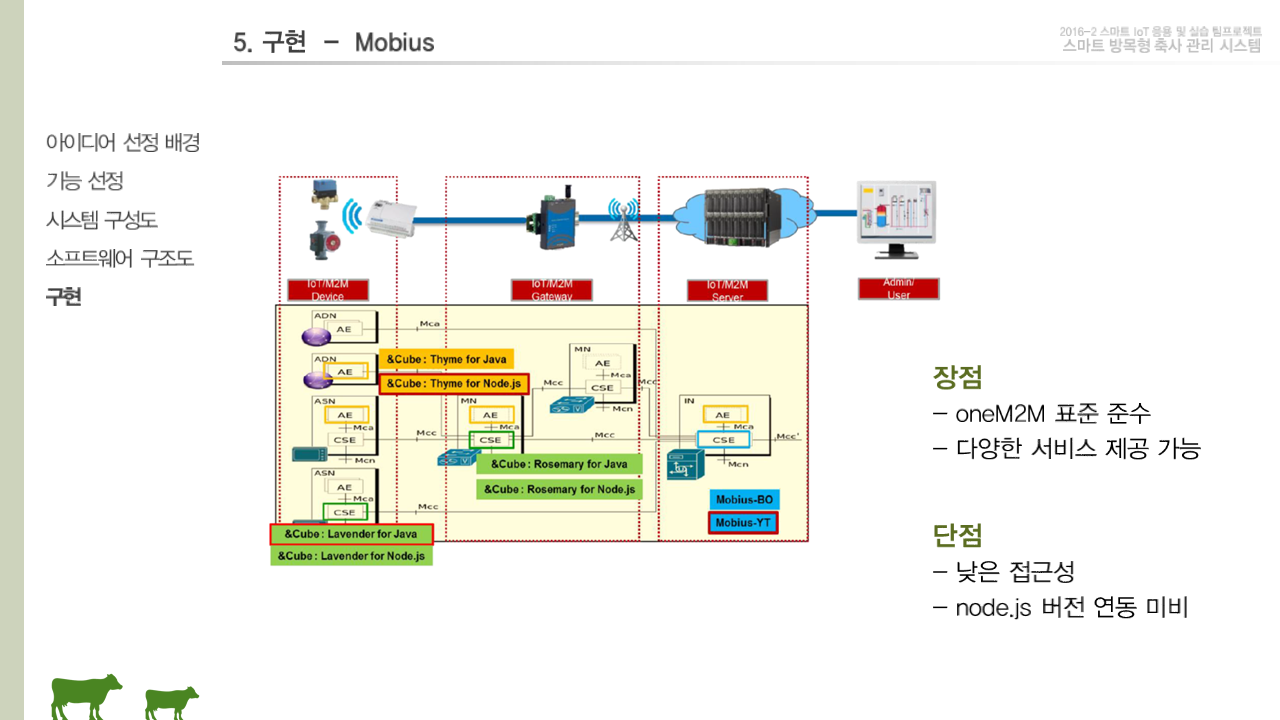 5. 구현 - Mobius
2016-2 스마트 IoT 응용 및 실습 팀프로젝트
스마트 방목형 축사 관리 시스템
아이디어 선정 배경
기능 선정
시스템 구성도
소프트웨어 구조도
구현
IoT/M2M
Device
IoT/M2M
Gateway
IoT/M2M
Server
Admin/
User
ADN
AE
Mca
ADN
AE
&Cube : Thyme for Java
&Cube : Thyme for Node.js
MN
AE
Mca
CSE
Mcc
Mcc
Mcn
ASN
AE
Mca
CSE
Mcn
Mcc
MN
AE
Mca
CSE
Mcc
IN
AE
Mca
CSE
Mcc'
Mcn
&Cube : Rosemary for Java
&Cube : Rosemary for Node.js
ASN
AE
Mca
CSE
Mcc
Mobius-BO
Mobius-YT
&Cube : Lavender for Java
&Cube : Lavender for Node.js
장점
- oneM2M 표준 준수
- 다양한 서비스 제공 가능
단점
- 낮은 접근성
- node.js 버전 연동 미비